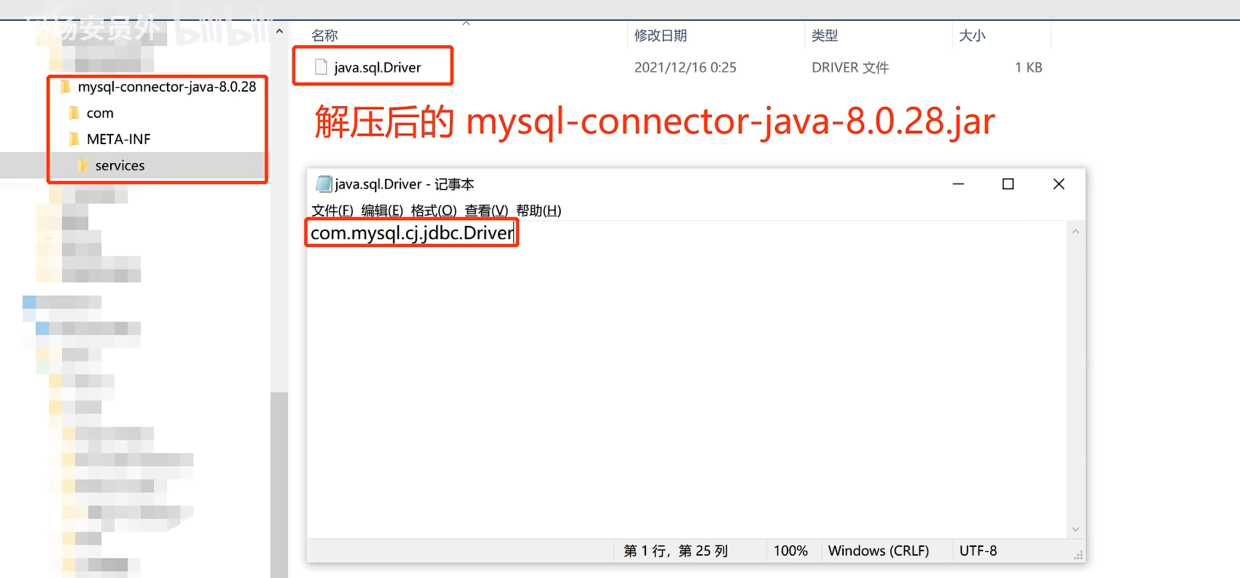 名称 修改日期 类型 大小
java.sql.Driver 2021/12/16 0:25 DRIVER 文件 1 KB
mysql-connector-java-8.0.28
com
META-INF
services
解压后的 mysql-connector-java-8.0.28.jar
java.sql.Driver - 记事本
文件(F) 编辑(E) 格式(O) 查看(V) 帮助(H)
com.mysql.cj.jdbc.Driver
第 1 行，第 25 列 100% Windows (CRLF) UTF-8
bilibili